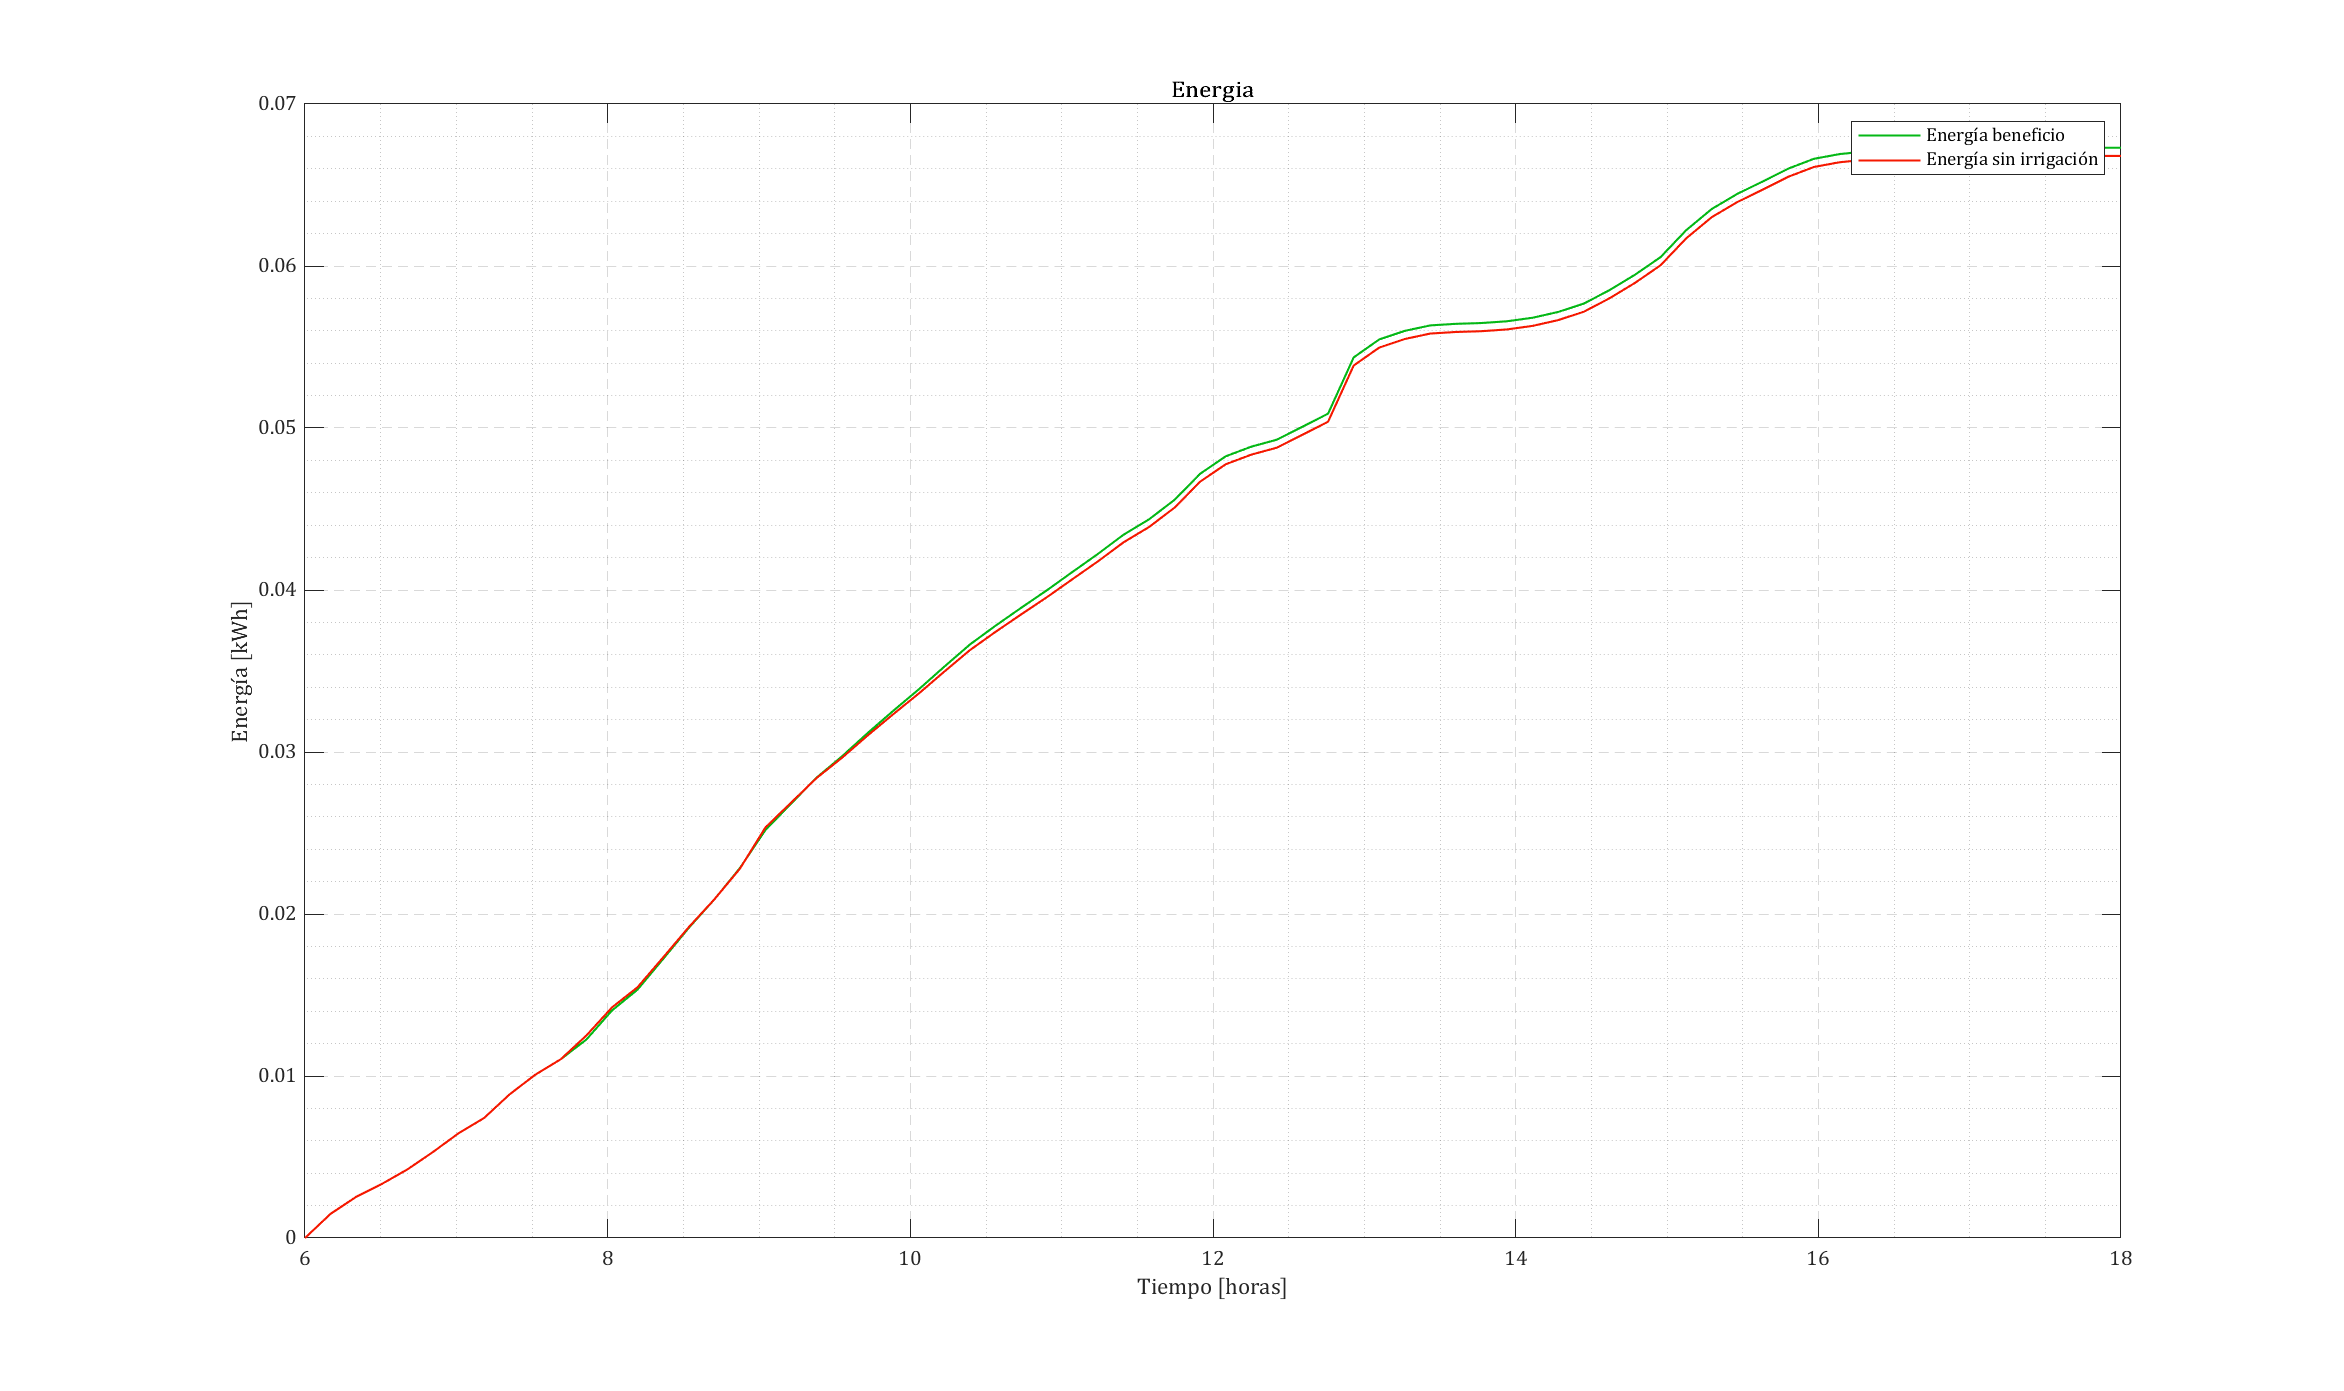 Energia
0.07
0.06
0.05
0.04
0.03
0.02
0.01
0
Energía [kWh]
Energía beneficio
Energía sin irrigación
6 8 10 12 14 16 18
Tiempo [horas]